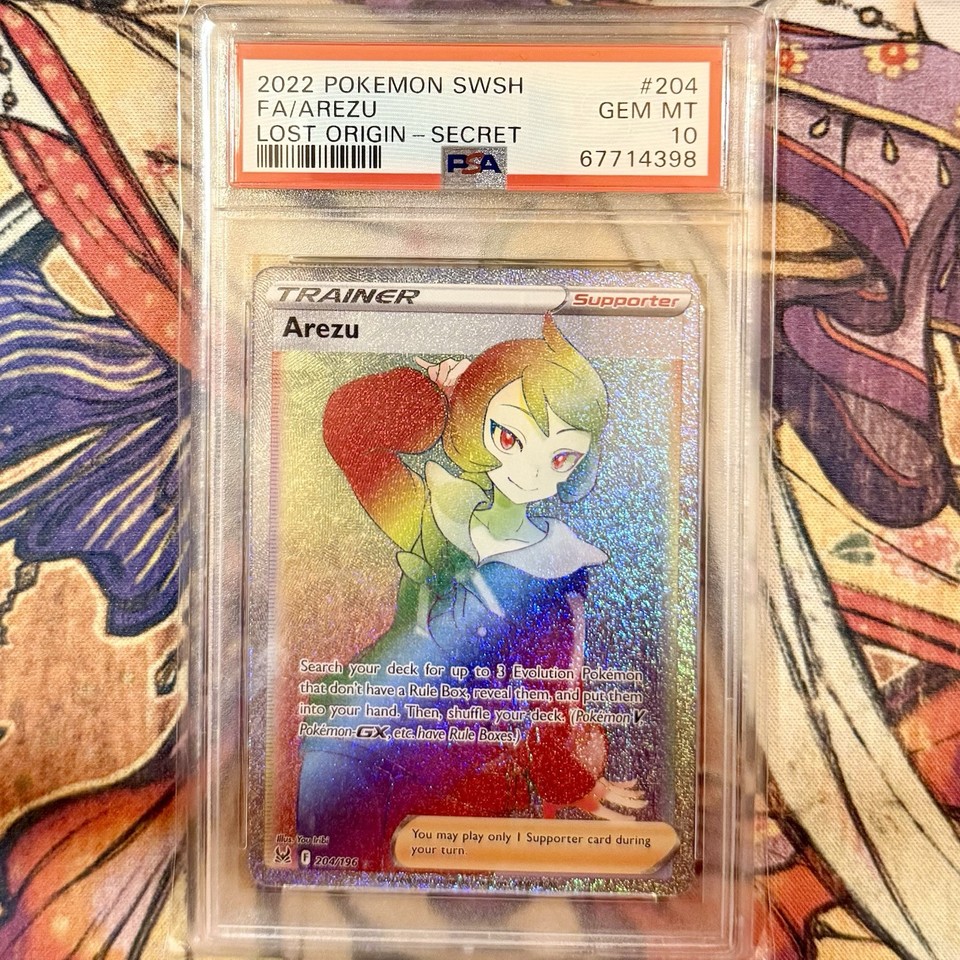 2022 POKEMON SWSH #204
FA/AREZU GEM MT
LOST ORIGIN - SECRET 10
PSA 67714398
TRAINER Supporter
Arezu
Search your deck for up to 3 Evolution Pokémon
that don't have a Rule Box, reveal them, and put them
into your hand. Then, shuffle your deck. (Pokémon V,
Pokémon-GX, etc. have Rule Boxes.)
You may play only 1 Supporter card during
your turn.
Illus. You Iribi
F 204/196